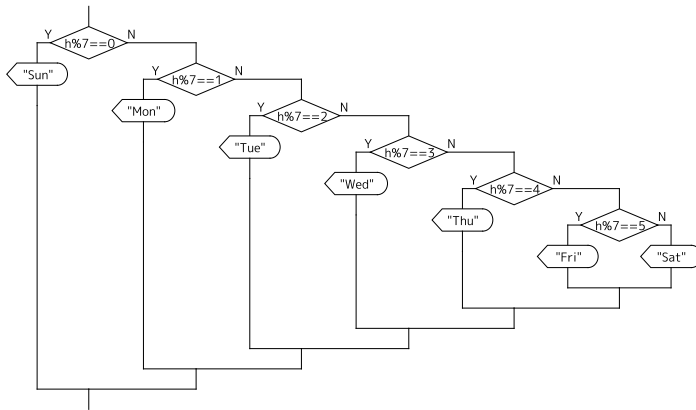 Y
h%7==0
N
"Sun"
Y
h%7==1
N
"Mon"
Y
h%7==2
N
"Tue"
Y
h%7==3
N
"Wed"
Y
h%7==4
N
"Thu"
Y
h%7==5
N
"Fri"
"Sat"